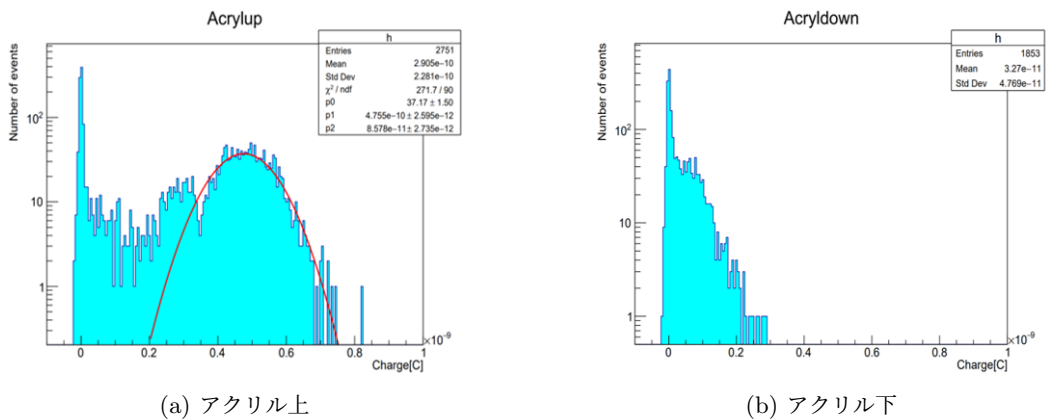 Acrylup
h
Entries 2751
Mean 2.905e−10
Std Dev 2.281e−10
χ² / ndf 271.7 / 90
p0 37.17 ± 1.50
p1 4.755e−10 ± 2.595e−12
p2 8.578e−11 ± 2.735e−12
Number of events
10²
10
1
0 0.2 0.4 0.6 0.8 1
×10⁻⁹
Charge[C]
(a) アクリル上
Acryldown
h
Entries 1853
Mean 3.27e−11
Std Dev 4.769e−11
Number of events
10²
10
1
0 0.2 0.4 0.6 0.8 1
×10⁻⁹
Charge[C]
(b) アクリル下